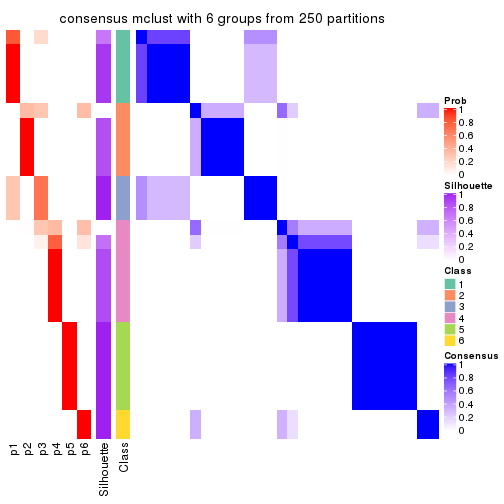 consensus mclust with 6 groups from 250 partitions
Prob
1
0.8
0.6
0.4
0.2
0
Silhouette
1
0.8
0.6
0.4
0.2
0
Class
1
2
3
4
5
6
Consensus
1
0.8
0.6
0.4
0.2
0
p1
p2
p3
p4
p5
p6
Silhouette
Class